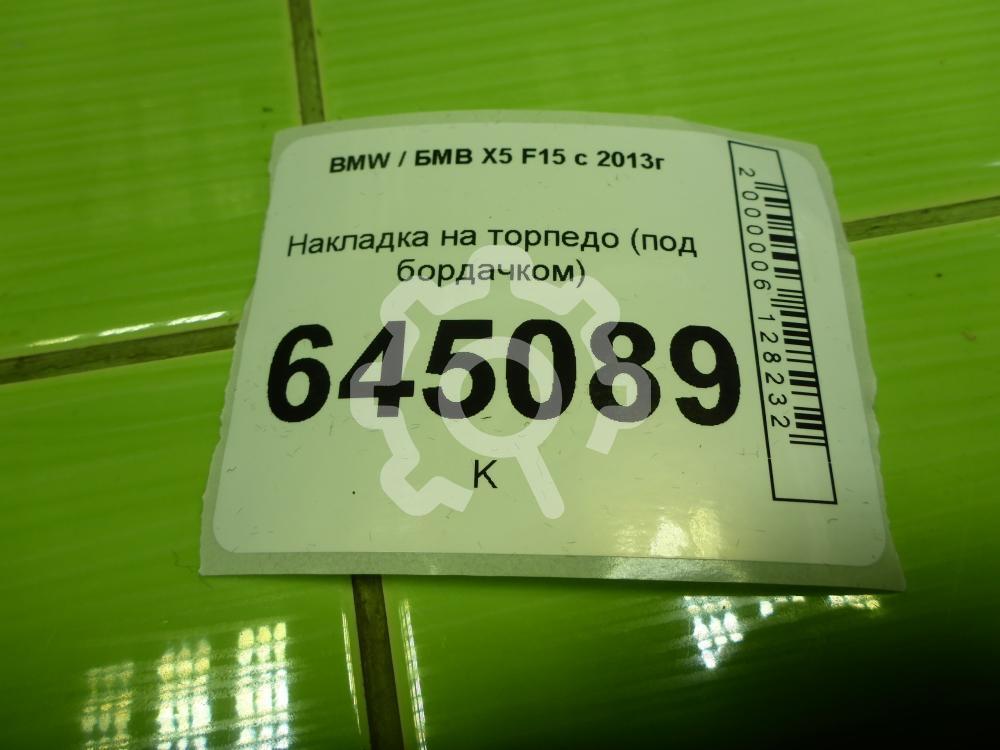 BMW / БМВ X5 F15 с 2013г
Накладка на торпедо (под
бордачком)
645089
К
2000006128232